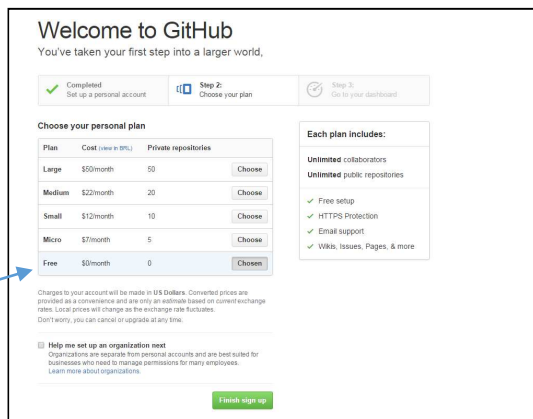 Welcome to GitHub
You've taken your first step into a larger world,
Completed
Set up a personal account
Step 2:
Choose your plan
Step 3:
Go to your dashboard
Choose your personal plan
Plan Cost (view in BRL) Private repositories
Large $50/month 50 Choose
Medium $22/month 20 Choose
Small $12/month 10 Choose
Micro $7/month 5 Choose
Free $0/month 0 Chosen
Charges to your account will be made in US Dollars. Converted prices are
provided as a convenience and are only an estimate based on current exchange
rates. Local prices will change as the exchange rate fluctuates.
Don't worry, you can cancel or upgrade at any time.
Help me set up an organization next
Organizations are separate from personal accounts and are best suited for
businesses who need to manage permissions for many employees.
Learn more about organizations.
Finish sign up
Each plan includes:
Unlimited collaborators
Unlimited public repositories
Free setup
HTTPS Protection
Email support
Wikis, Issues, Pages, & more